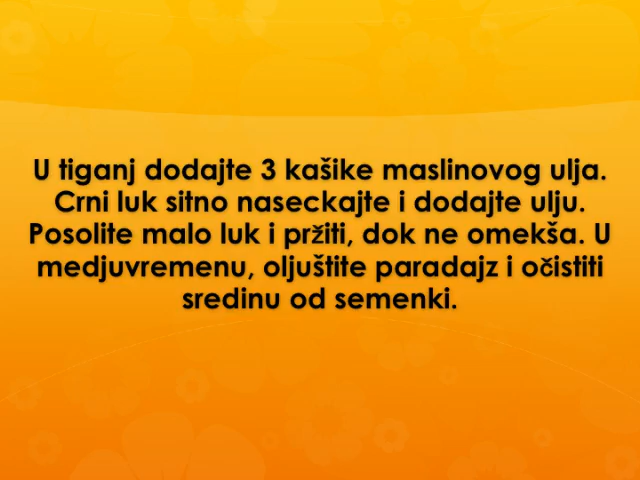 U tiganj dodajte 3 kašike maslinovog ulja.
Crni luk sitno naseckajte i dodajte ulju.
Posolite malo luk i pržiti, dok ne omekša. U
medjuvremenu, oljuštite paradajz i očistiti
sredinu od semenki.